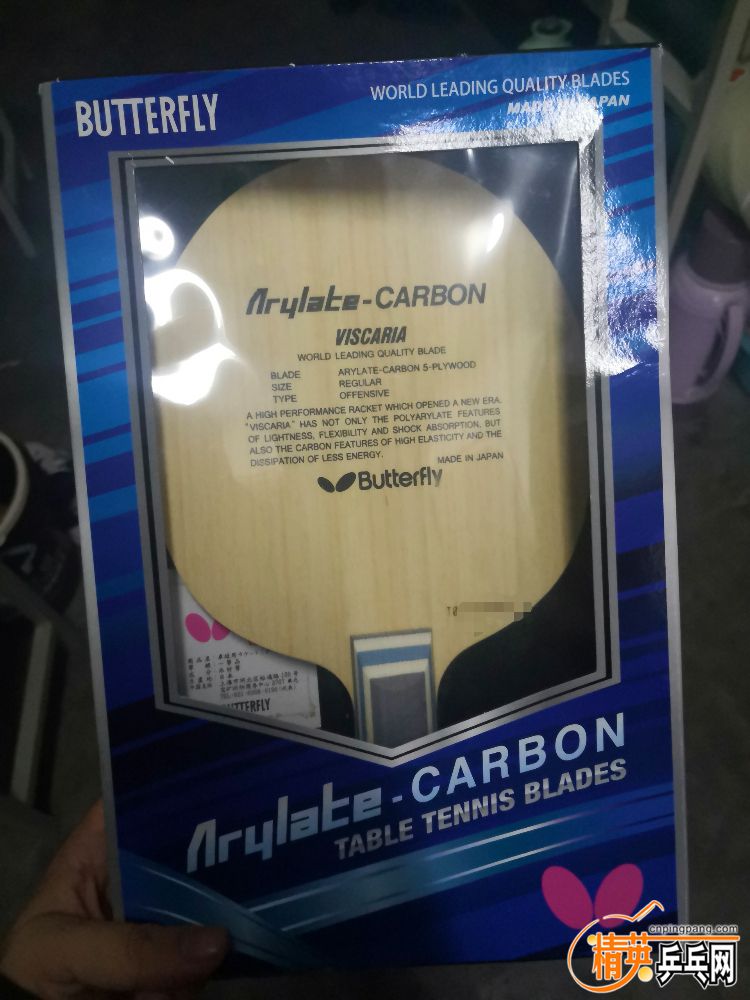 BUTTERFLY
WORLD LEADING QUALITY BLADES
MADE IN JAPAN
Arylate-CARBON
VISCARIA
WORLD LEADING QUALITY BLADE
BLADE ARYLATE-CARBON 5-PLYWOOD
SIZE REGULAR
TYPE OFFENSIVE
A HIGH PERFORMANCE RACKET WHICH OPENED A NEW ERA.
"VISCARIA" HAS NOT ONLY THE POLYARYLATE FEATURES
OF LIGHTNESS, FLEXIBILITY AND SHOCK ABSORPTION, BUT
ALSO THE CARBON FEATURES OF HIGH ELASTICITY AND THE
DISSIPATION OF LESS ENERGY.
MADE IN JAPAN
Butterfly
BUTTERFLY
Arylate-CARBON
TABLE TENNIS BLADES
cnpingpang.com
精英乒乓网